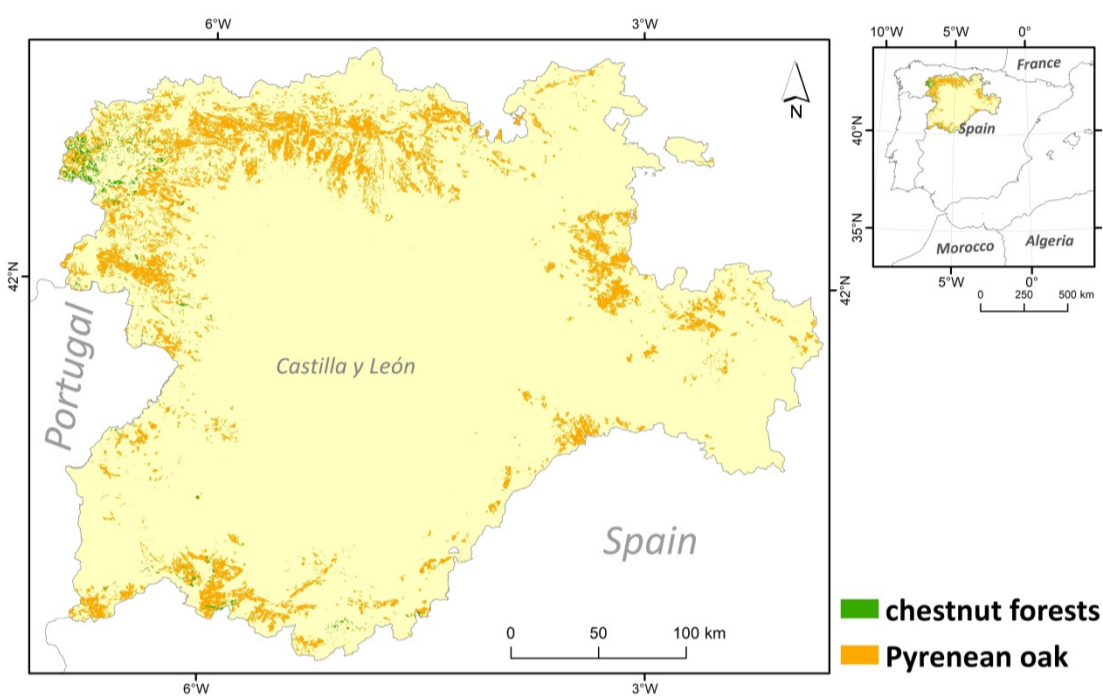 6°W
3°W
42°N
42°N
Portugal
Castilla y León
Spain
N
0 50 100 km
6°W
3°W
10°W
5°W
0°
40°N
35°N
France
Spain
Morocco
Algeria
5°W
0°
0 250 500 km
chestnut forests
Pyrenean oak